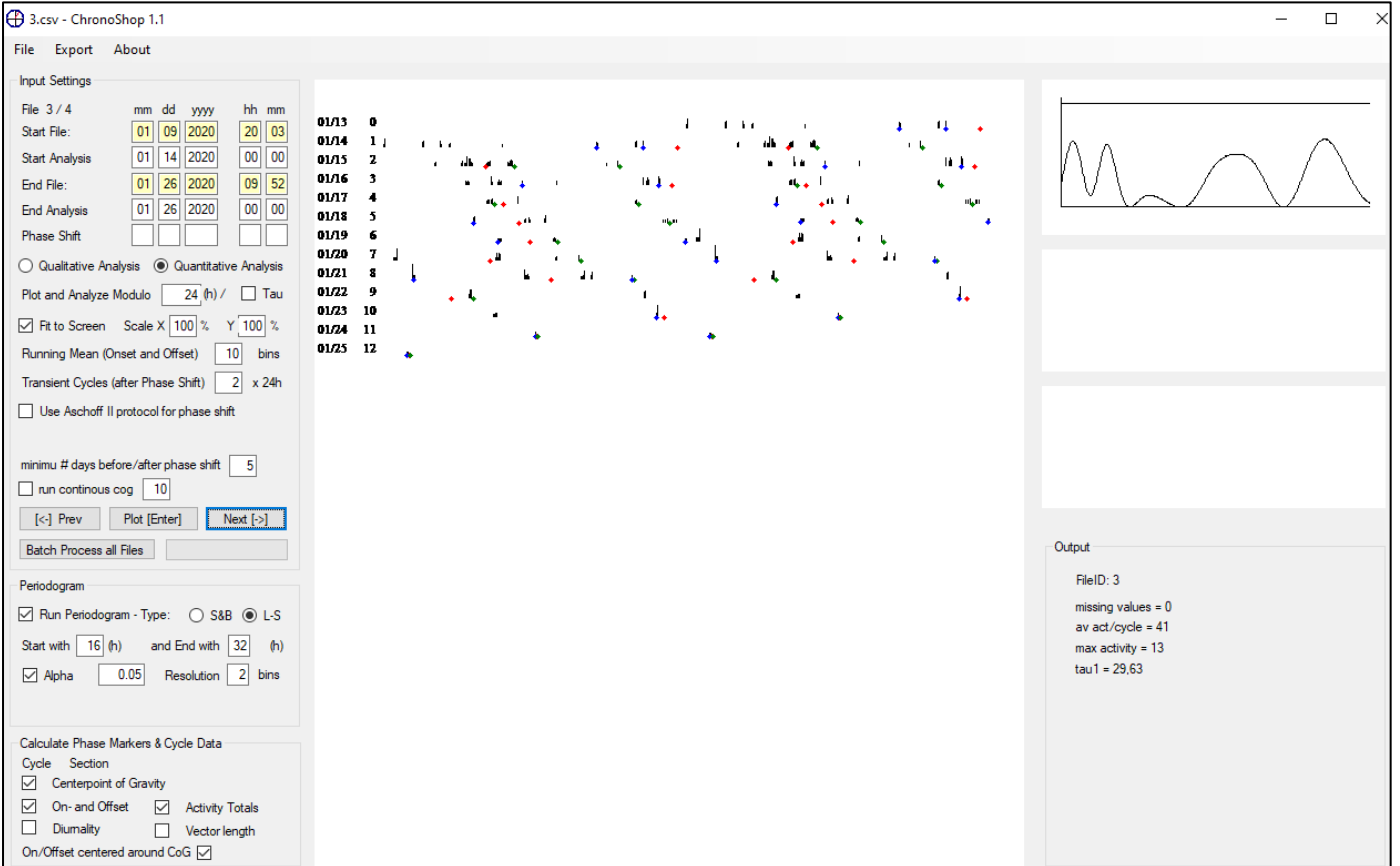 3.csv - ChronoShop 1.1
File Export About
Input Settings
File 3 / 4 mm dd yyyy hh mm
Start File: 01 09 2020 20 03
Start Analysis 01 14 2020 00 00
End File: 01 26 2020 09 52
End Analysis 01 26 2020 00 00
Phase Shift
Qualitative Analysis Quantitative Analysis
Plot and Analyze Modulo 24 (h) / Tau
Fit to Screen Scale X 100 % Y 100 %
Running Mean (Onset and Offset) 10 bins
Transient Cycles (after Phase Shift) 2 x 24h
Use Aschoff II protocol for phase shift
minimu # days before/after phase shift 5
run continous cog 10
[<-] Prev Plot [Enter] Next [->]
Batch Process all Files
Periodogram
Run Periodogram - Type: S&B L-S
Start with 16 (h) and End with 32 (h)
Alpha 0.05 Resolution 2 bins
Calculate Phase Markers & Cycle Data
Cycle Section
Centerpoint of Gravity
On- and Offset Activity Totals
Diurnality Vector length
On/Offset centered around CoG
01/13 0
01/14 1
01/15 2
01/16 3
01/17 4
01/18 5
01/19 6
01/20 7
01/21 8
01/22 9
01/23 10
01/24 11
01/25 12
Output
FileID: 3
missing values = 0
av act/cycle = 41
max activity = 13
tau1 = 29,63